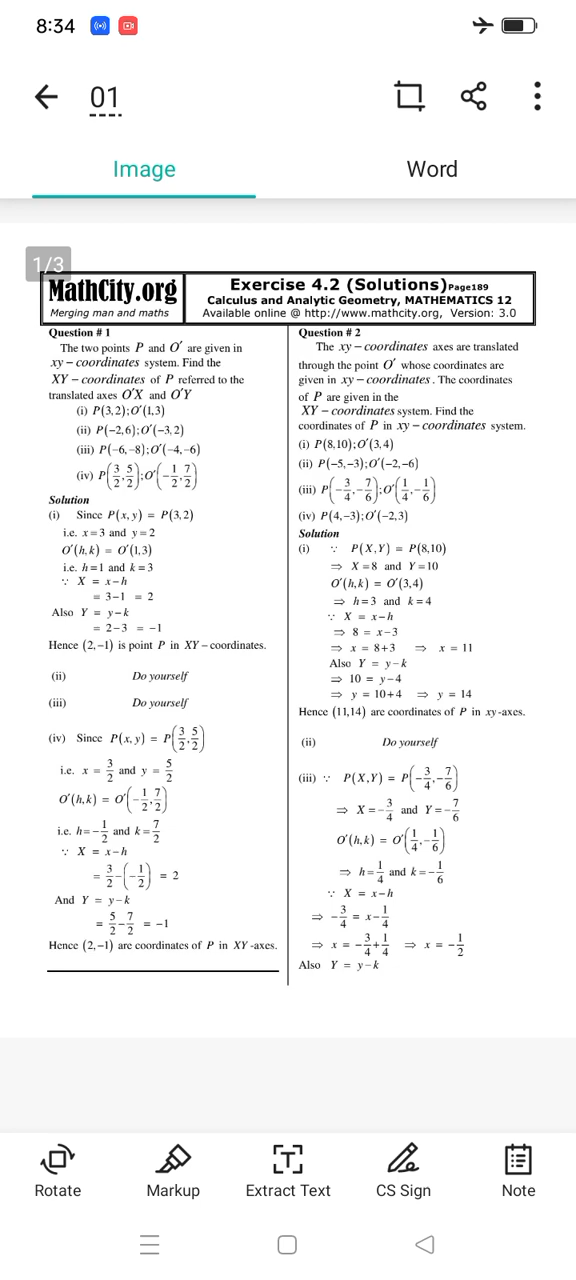 8:34
01
Image
Word
1/3
MathCity.org
Merging man and maths
Exercise 4.2 (Solutions)Page189
Calculus and Analytic Geometry, MATHEMATICS 12
Available online @ http://www.mathcity.org, Version: 3.0
Question # 1
The two points P and O′ are given in
xy – coordinates system. Find the
XY – coordinates of P referred to the
translated axes O′X and O′Y
(i) P(3,2);O′(1,3)
(ii) P(−2,6);O′(−3,2)
(iii) P(−6,−8);O′(−4,−6)
(iv) P(3/2,5/2);O′(−1/2,7/2)
Solution
(i) Since P(x,y) = P(3,2)
i.e. x=3 and y=2
O′(h,k) = O′(1,3)
i.e. h=1 and k=3
∵ X = x−h
= 3−1 = 2
Also Y = y−k
= 2−3 = −1
Hence (2,−1) is point P in XY – coordinates.
(ii) Do yourself
(iii) Do yourself
(iv) Since P(x,y) = P(3/2,5/2)
i.e. x = 3/2 and y = 5/2
O′(h,k) = O′(−1/2,7/2)
i.e. h=−1/2 and k=7/2
∵ X = x−h
= 3/2−(−1/2) = 2
And Y = y−k
= 5/2−7/2 = −1
Hence (2,−1) are coordinates of P in XY-axes.
Question # 2
The xy – coordinate axes are translated
through the point O′ whose coordinates are
given in xy – coordinates. The coordinates
of P are given in the
XY – coordinates system. Find the
coordinates of P in xy – coordinates system.
(i) P(8,10);O′(3,4)
(ii) P(−5,−3);O′(−2,−6)
(iii) P(−3/4,−7/6);O′(1/4,−1/6)
(iv) P(4,−3);O′(−2,3)
Solution
(i) ∵ P(X,Y) = P(8,10)
⇒ X=8 and Y=10
O′(h,k) = O′(3,4)
⇒ h=3 and k=4
∵ X = x−h
⇒ 8 = x−3
⇒ x = 8+3 ⇒ x = 11
Also Y = y−k
⇒ 10 = y−4
⇒ y = 10+4 ⇒ y = 14
Hence (11,14) are coordinates of P in xy-axes.
(ii) Do yourself
(iii) ∵ P(X,Y) = P(−3/4,−7/6)
⇒ X=−3/4 and Y=−7/6
O′(h,k) = O′(1/4,−1/6)
⇒ h=1/4 and k=−1/6
∵ X = x−h
⇒ −3/4 = x−1/4
⇒ x = −3/4+1/4 ⇒ x = −1/2
Also Y = y−k
Rotate
Markup
Extract Text
CS Sign
Note